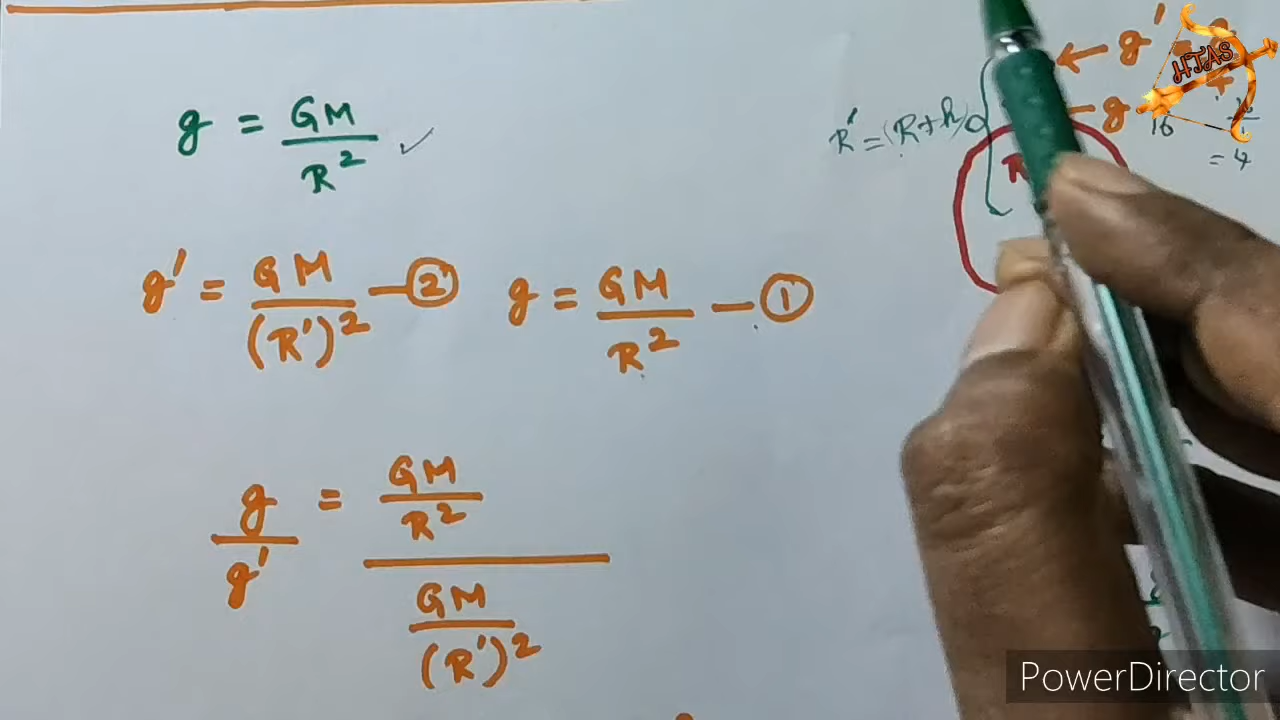 g = GM / R²
g' =
g
R' = (R+h)
16
= 4
R
HTAS
g' = GM / (R')² — ② g = GM / R² — ①
g / g' = (GM / R²) / (GM / (R')²)
PowerDirector